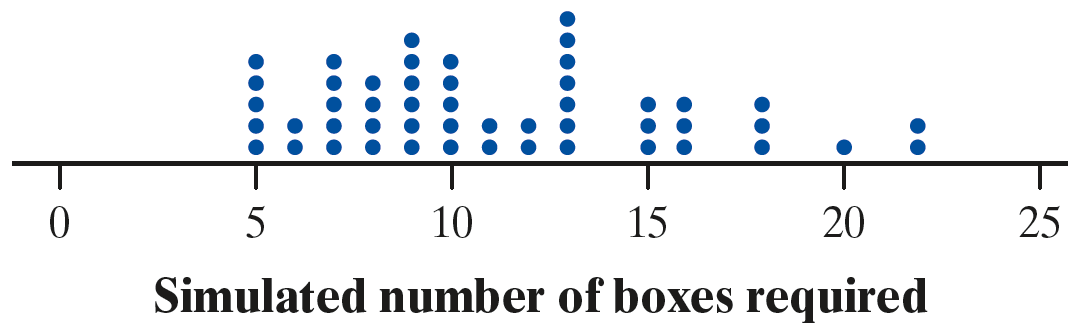 0 5 10 15 20 25
Simulated number of boxes required